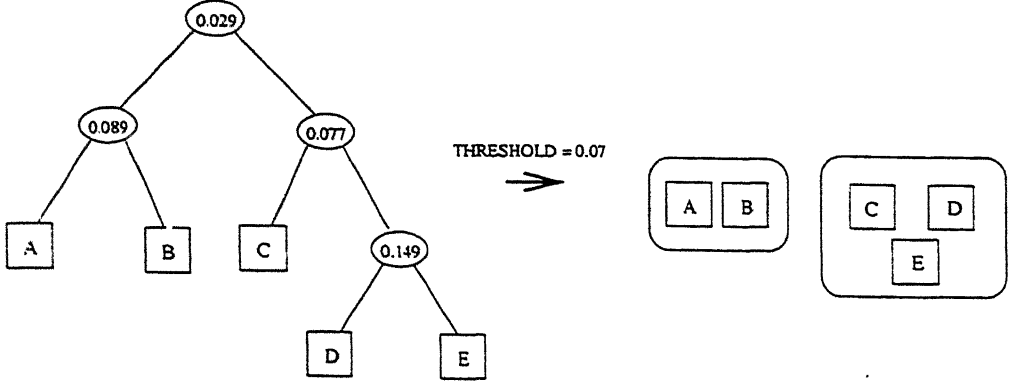 0.029
0.089
0.077
THRESHOLD = 0.07
A B
C D
A
B
C
0.149
E
D
E